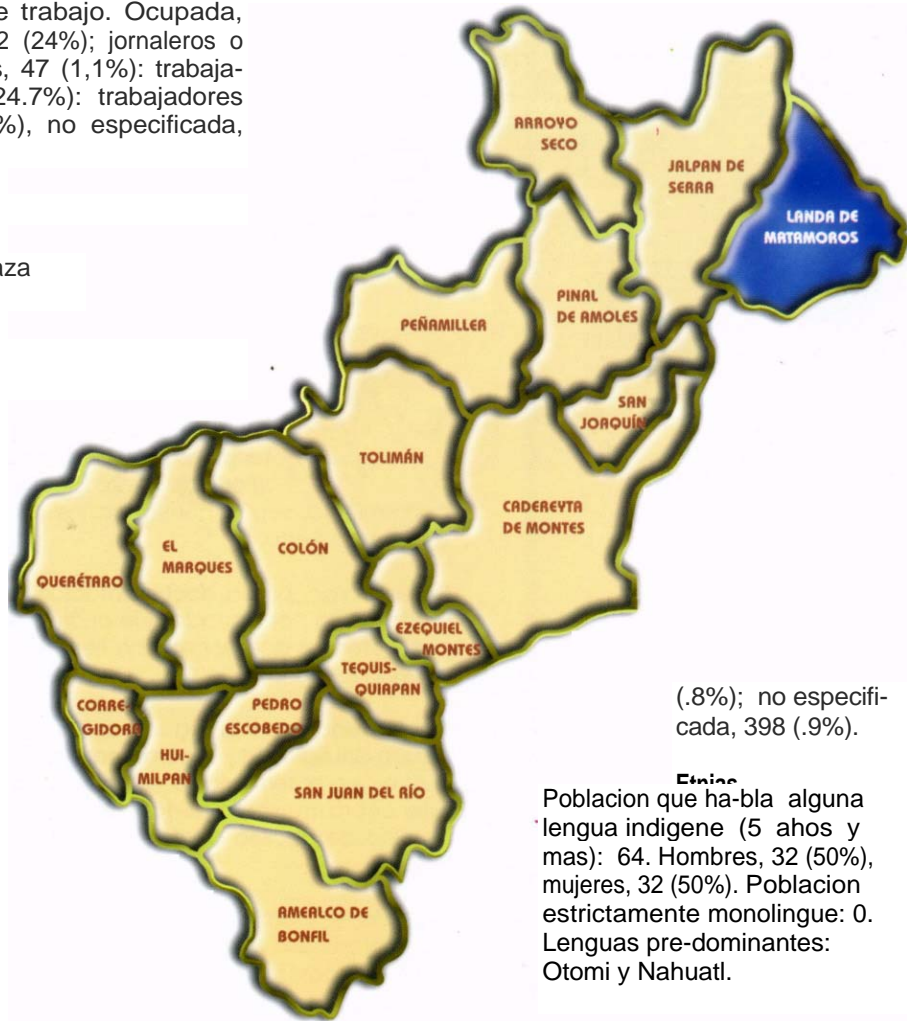 e trabajo. Ocupada,
2 (24%); jornaleros o
s, 47 (1,1%): trabaja-
24.7%): trabajadores
%), no especificada,
aza
ARROYO
SECO
JALPAN DE
SERRA
LANDA DE
MATAMOROS
PINAL
DE AMOLES
PEÑAMILLER
SAN
JOAQUÍN
TOLIMÁN
CADEREYTA
DE MONTES
EL
MARQUES
COLÓN
QUERÉTARO
EZEQUIEL
MONTES
TEQUIS-
QUIAPAN
CORRE-
GIDORA
PEDRO
ESCOBEDO
HUI-
MILPAN
SAN JUAN DEL RÍO
AMEALCO DE
BONFIL
(.8%); no especifi-
cada, 398 (.9%).
Etnias
Poblacion que ha-bla alguna
lengua indigene (5 ahos y
mas): 64. Hombres, 32 (50%),
mujeres, 32 (50%). Poblacion
estrictamente monolingue: 0.
Lenguas pre-dominantes:
Otomi y Nahuatl.